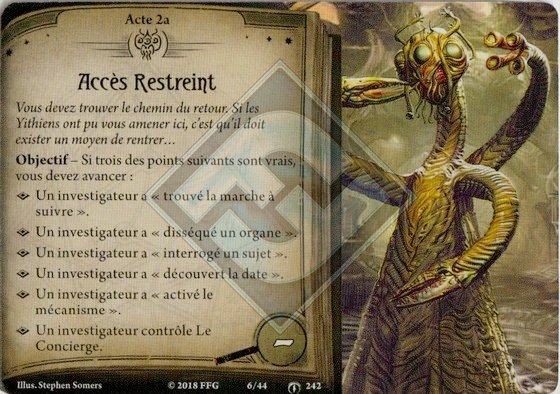 Acte 2a
Accès Restreint
Vous devez trouver le chemin du retour. Si les
Yithiens ont pu vous amener ici, c'est qu'il doit
exister un moyen de rentrer…
Objectif – Si trois des points suivants sont vrais,
vous devez avancer :
Un investigateur a « trouvé la marche à
suivre ».
Un investigateur a « disséqué un organe ».
Un investigateur a « interrogé un sujet ».
Un investigateur a « découvert la date ».
Un investigateur a « activé le
mécanisme ».
Un investigateur contrôle Le
Concierge.
–
Illus. Stephen Somers © 2018 FFG 6/44 242